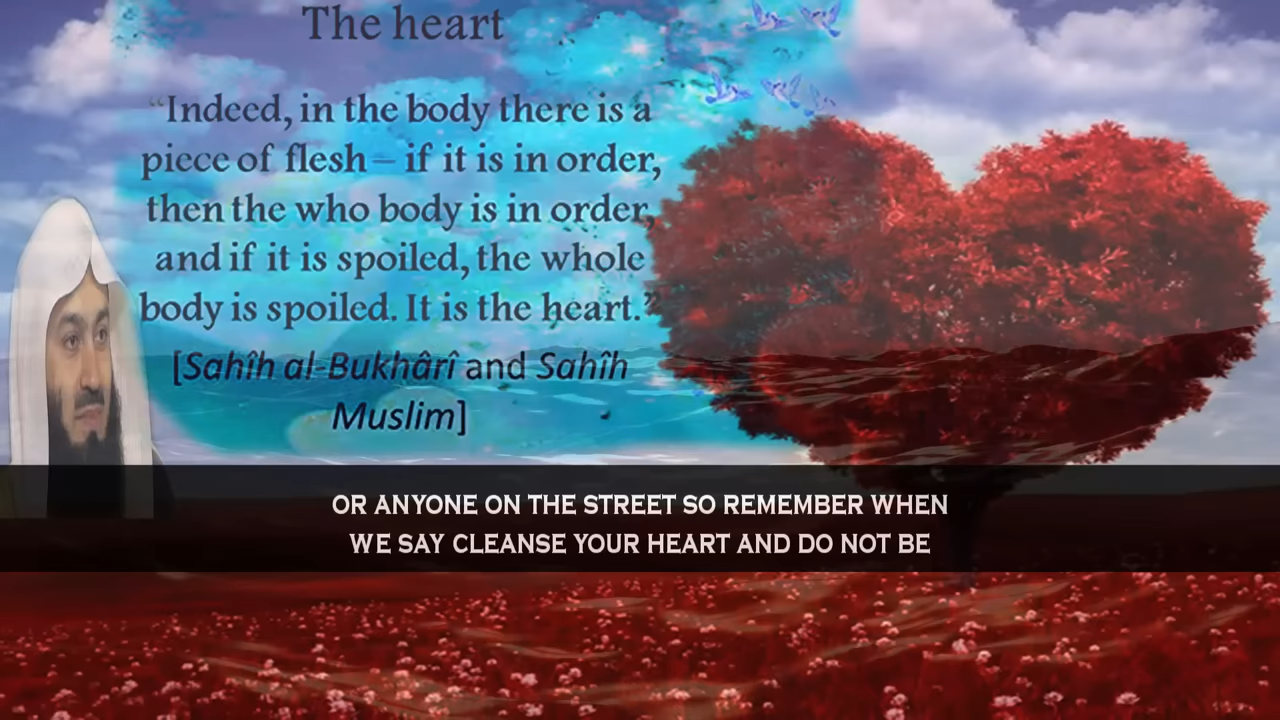 The heart
“Indeed, in the body there is a
piece of flesh – if it is in order,
then the who body is in order,
and if it is spoiled, the whole
body is spoiled. It is the heart.”
[Sahîh al-Bukhârî and Sahîh
Muslim]
OR ANYONE ON THE STREET SO REMEMBER WHEN
WE SAY CLEANSE YOUR HEART AND DO NOT BE